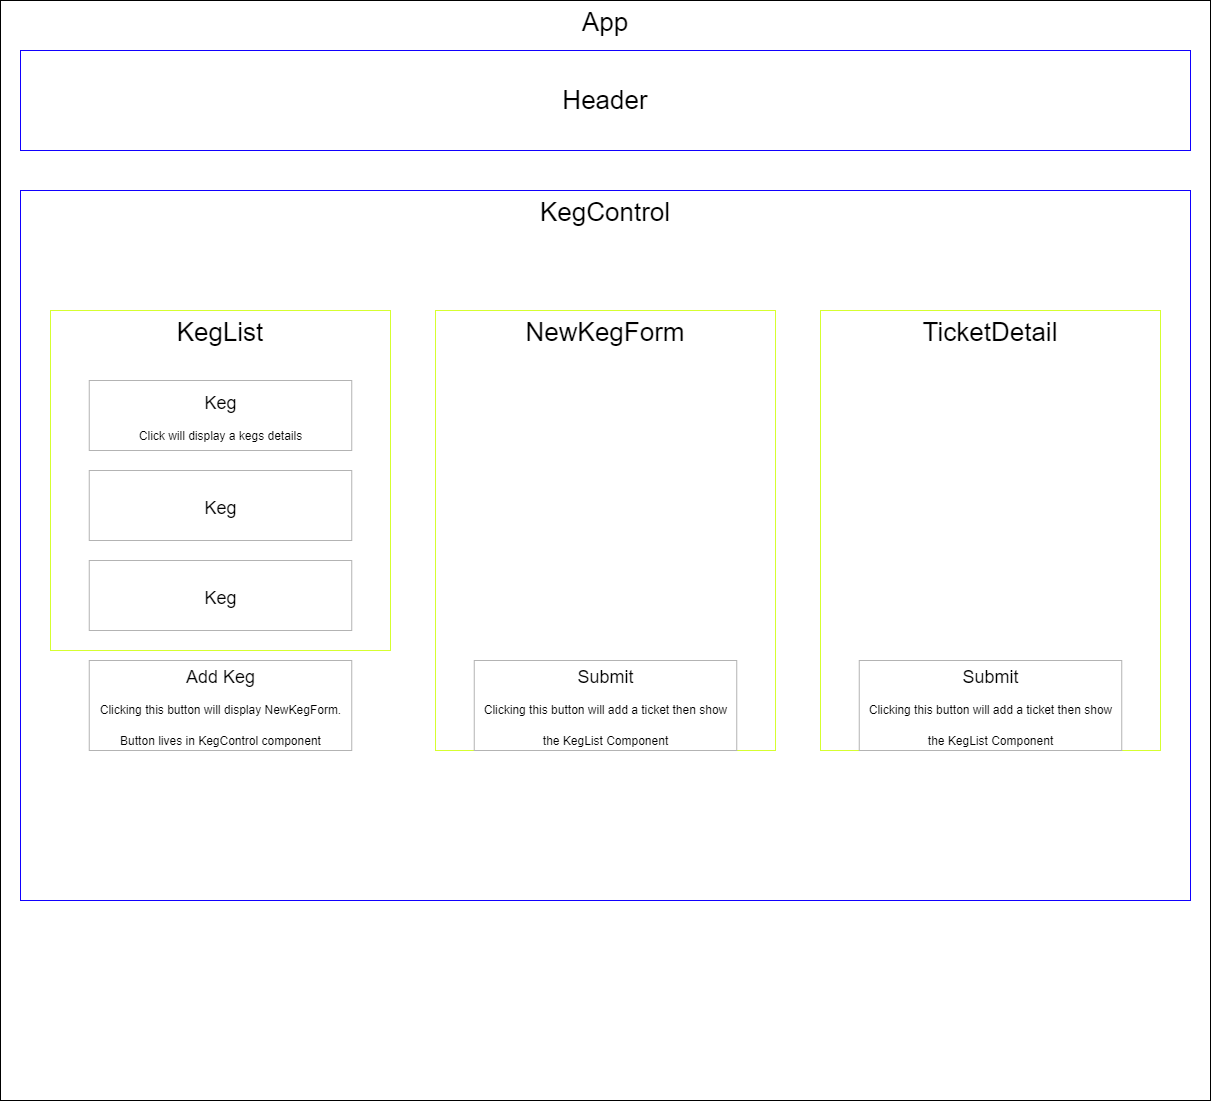 App
Header
KegControl
KegList
Keg
Click will display a kegs details
Keg
Keg
Add Keg
Clicking this button will display NewKegForm.
Button lives in KegControl component
NewKegForm
Submit
Clicking this button will add a ticket then show
the KegList Component
TicketDetail
Submit
Clicking this button will add a ticket then show
the KegList Component